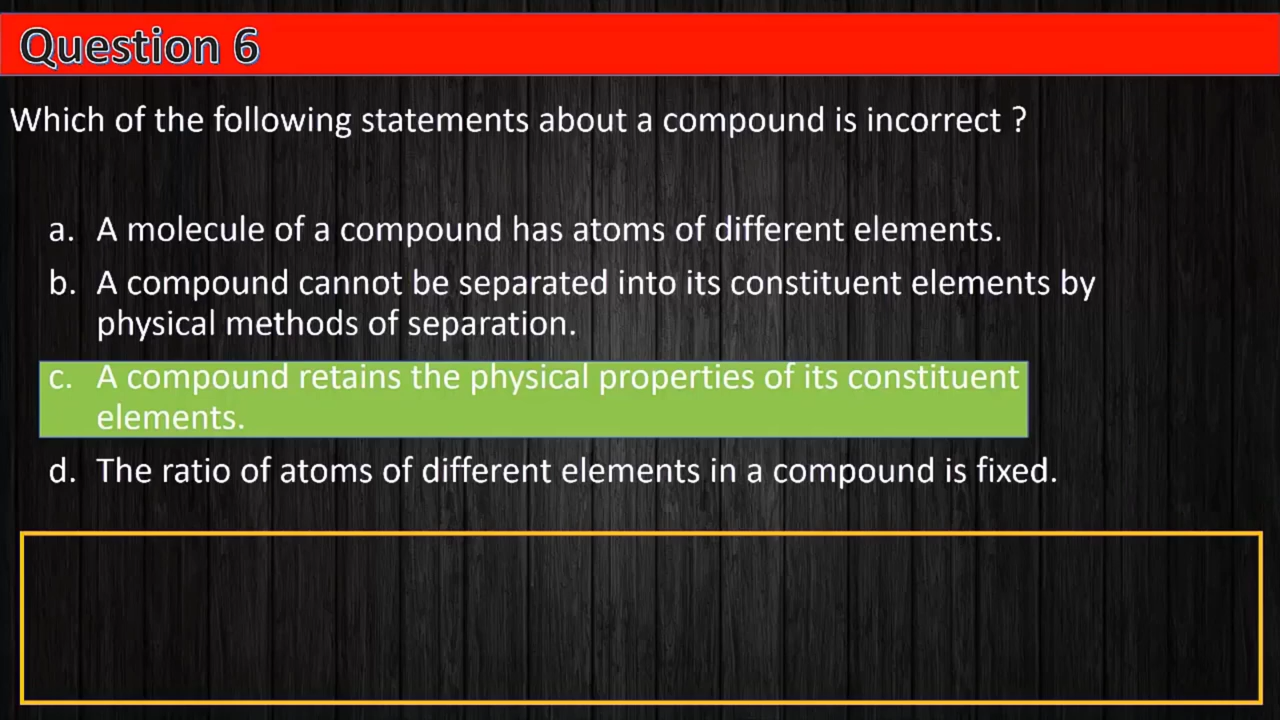 Question 6
Which of the following statements about a compound is incorrect ?
a. A molecule of a compound has atoms of different elements.
b. A compound cannot be separated into its constituent elements by
physical methods of separation.
c. A compound retains the physical properties of its constituent
elements.
d. The ratio of atoms of different elements in a compound is fixed.